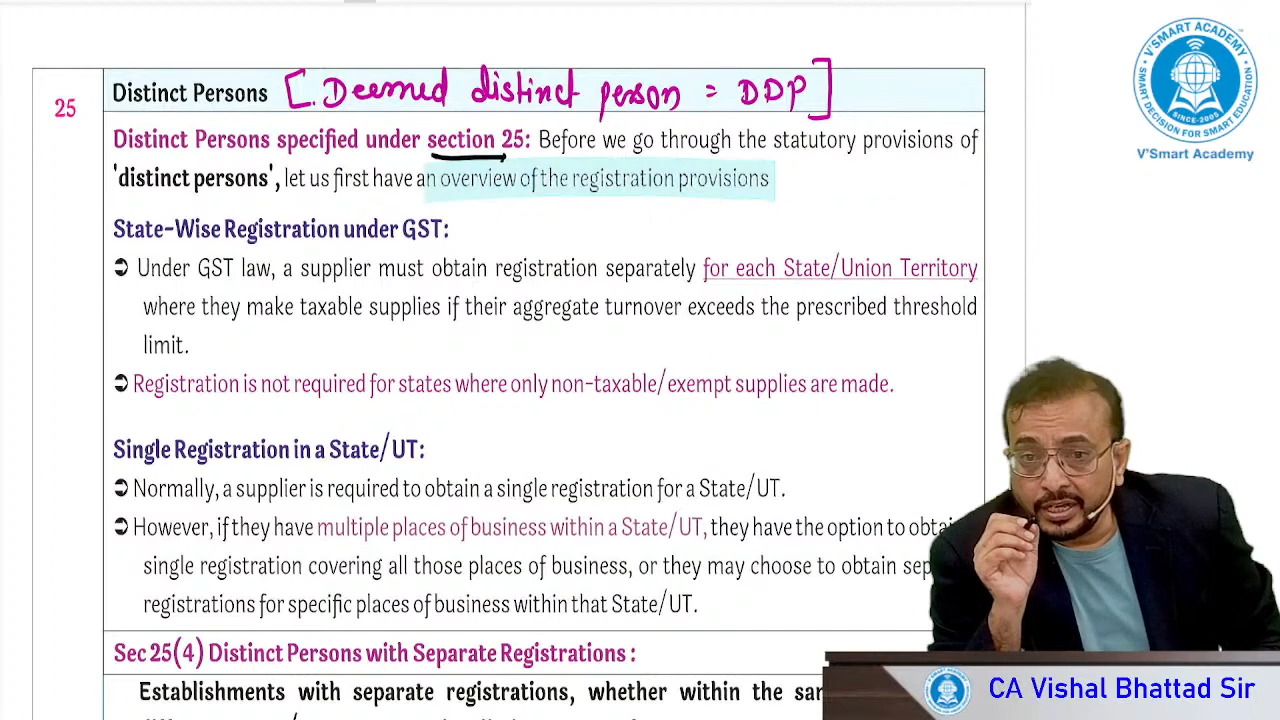 V'SMART ACADEMY
SMART DECISION FOR SMART EDUCATION
SINCE-2005
V'Smart Academy
25
Distinct Persons [. Deemed distinct person = DDP]
Distinct Persons specified under section 25: Before we go through the statutory provisions of
'distinct persons', let us first have an overview of the registration provisions
State-Wise Registration under GST:
➲ Under GST law, a supplier must obtain registration separately for each State/Union Territory
where they make taxable supplies if their aggregate turnover exceeds the prescribed threshold
limit.
➲ Registration is not required for states where only non-taxable/exempt supplies are made.
Single Registration in a State/UT:
➲ Normally, a supplier is required to obtain a single registration for a State/UT.
➲ However, if they have multiple places of business within a State/UT, they have the option to obtai
single registration covering all those places of business, or they may choose to obtain sep
registrations for specific places of business within that State/UT.
Sec 25(4) Distinct Persons with Separate Registrations :
Establishments with separate registrations, whether within the sam
CA Vishal Bhattad Sir